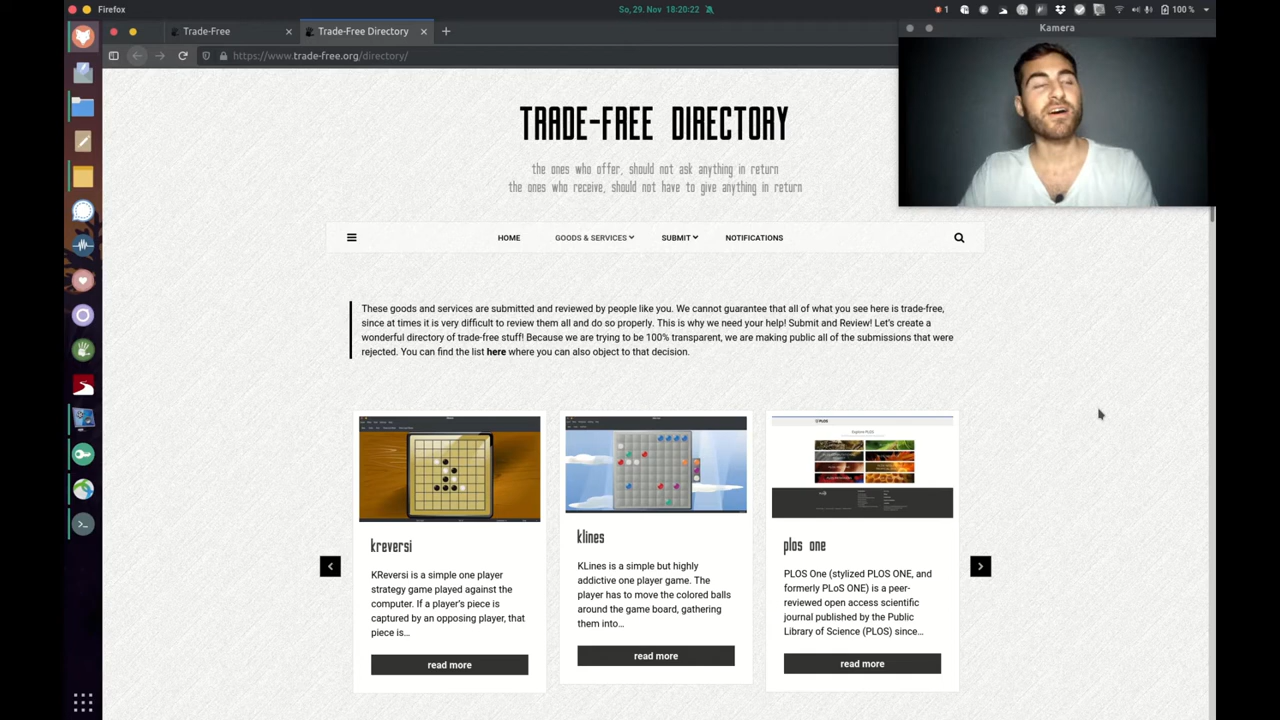 Firefox
So, 29. Nov 18:20:22
1
100 %
Trade-Free
Trade-Free Directory
https://www.trade-free.org/directory/
Kamera
TRADE-FREE DIRECTORY
the ones who offer, should not ask anything in return
the ones who receive, should not have to give anything in return
HOME
GOODS & SERVICES
SUBMIT
NOTIFICATIONS
These goods and services are submitted and reviewed by people like you. We cannot guarantee that all of what you see here is trade-free,
since at times it is very difficult to review them all and do so properly. This is why we need your help! Submit and Review! Let's create a
wonderful directory of trade-free stuff! Because we are trying to be 100% transparent, we are making public all of the submissions that were
rejected. You can find the list here where you can also object to that decision.
kreversi
KReversi is a simple one player
strategy game played against the
computer. If a player's piece is
captured by an opposing player, that
piece is...
read more
klines
KLines is a simple but highly
addictive one player game. The
player has to move the colored balls
around the game board, gathering
them into...
read more
PLOS
Explore PLOS
plos one
PLOS One (stylized PLOS ONE, and
formerly PLoS ONE) is a peer-
reviewed open access scientific
journal published by the Public
Library of Science (PLOS) since...
read more